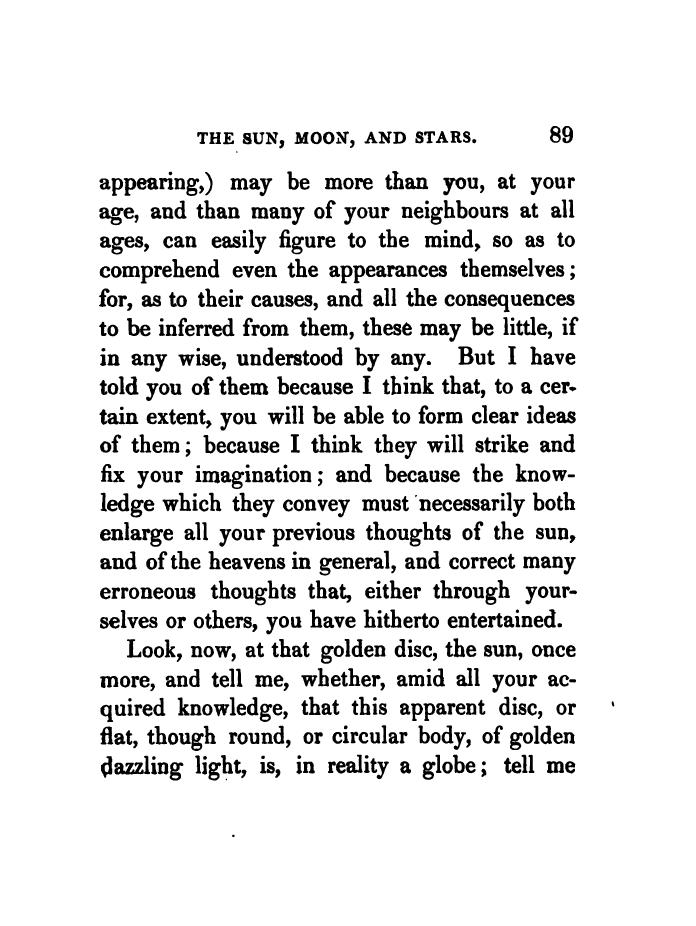 THE SUN, MOON, AND STARS. 89
appearing,) may be more than you, at your
age, and than many of your neighbours at all
ages, can easily figure to the mind, so as to
comprehend even the appearances themselves;
for, as to their causes, and all the consequences
to be inferred from them, these may be little, if
in any wise, understood by any. But I have
told you of them because I think that, to a cer-
tain extent, you will be able to form clear ideas
of them; because I think they will strike and
fix your imagination; and because the know-
ledge which they convey must necessarily both
enlarge all your previous thoughts of the sun,
and of the heavens in general, and correct many
erroneous thoughts that, either through your-
selves or others, you have hitherto entertained.
Look, now, at that golden disc, the sun, once
more, and tell me, whether, amid all your ac-
quired knowledge, that this apparent disc, or
flat, though round, or circular body, of golden
dazzling light, is, in reality a globe; tell me